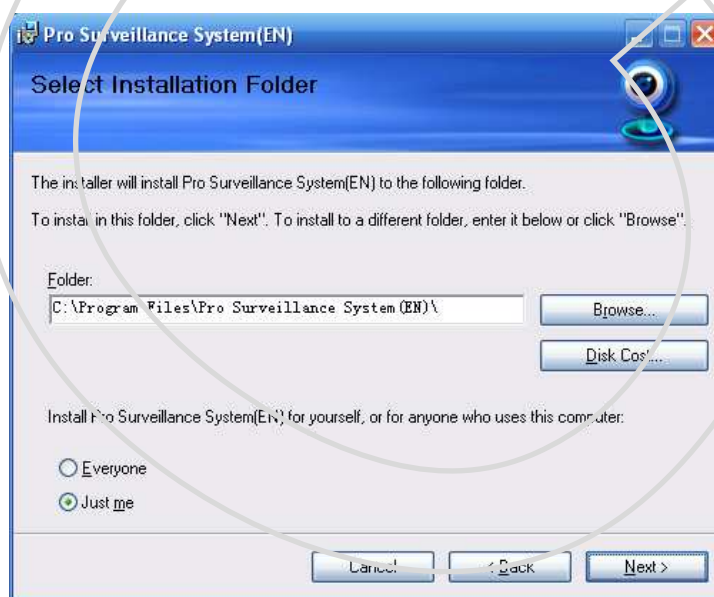 Pro Surveillance System(EN)
Select Installation Folder
The installer will install Pro Surveillance System(EN) to the following folder.
To install in this folder, click "Next". To install to a different folder, enter it below or click "Browse".
Folder:
C:\Program Files\Pro Surveillance System(EN)\
Browse...
Disk Cost...
Install Pro Surveillance System(EN) for yourself, or for anyone who uses this computer:
Everyone
Just me
Cancel
< Back
Next >